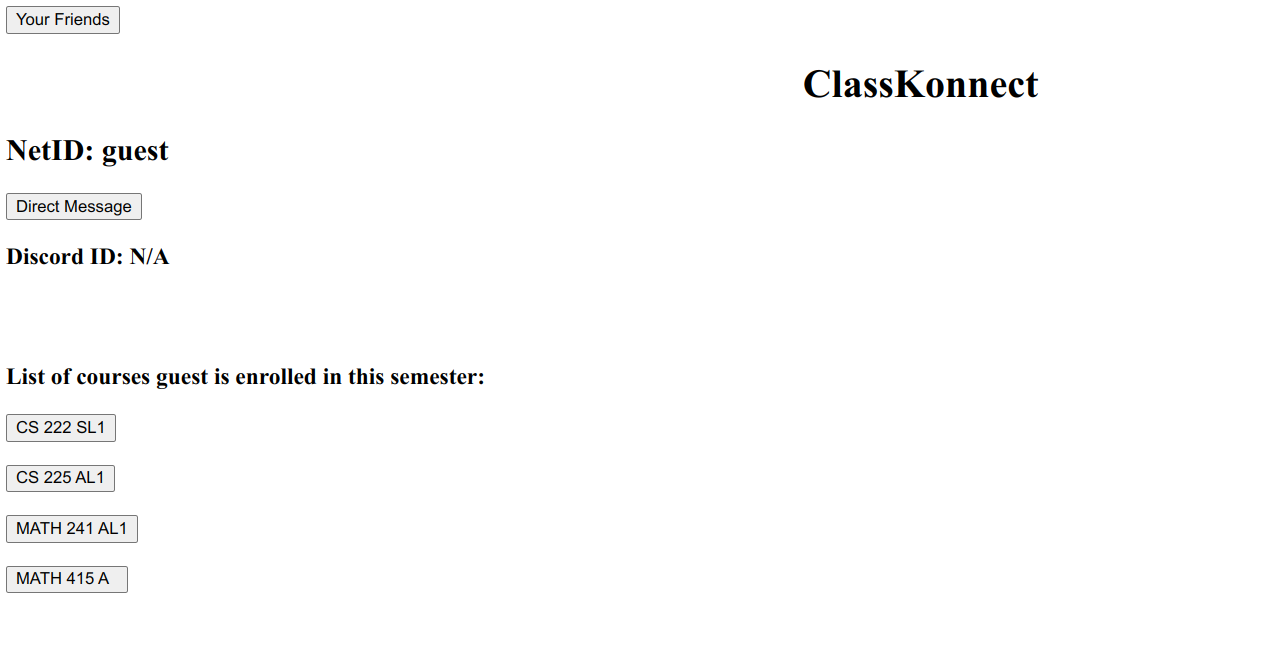 Your Friends
ClassKonnect
NetID: guest
Direct Message
Discord ID: N/A
List of courses guest is enrolled in this semester:
CS 222 SL1
CS 225 AL1
MATH 241 AL1
MATH 415 A